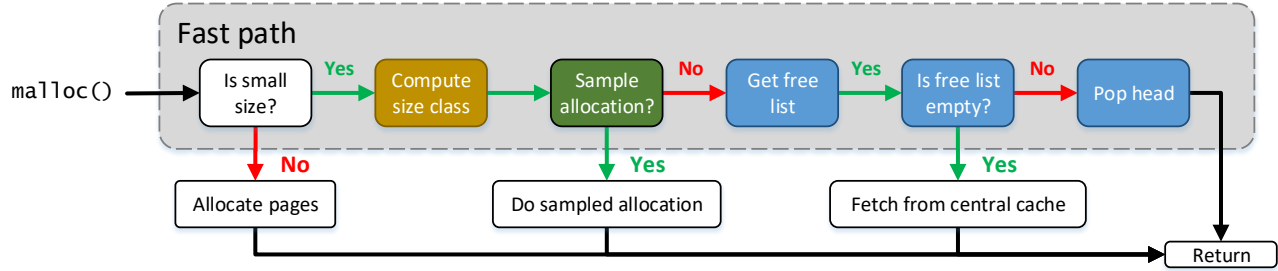 Fast path
malloc()
Is small
size?
Yes
Compute
size class
Sample
allocation?
No
Get free
list
Yes
Is free list
empty?
No
Pop head
No
Yes
Yes
Allocate pages
Do sampled allocation
Fetch from central cache
Return